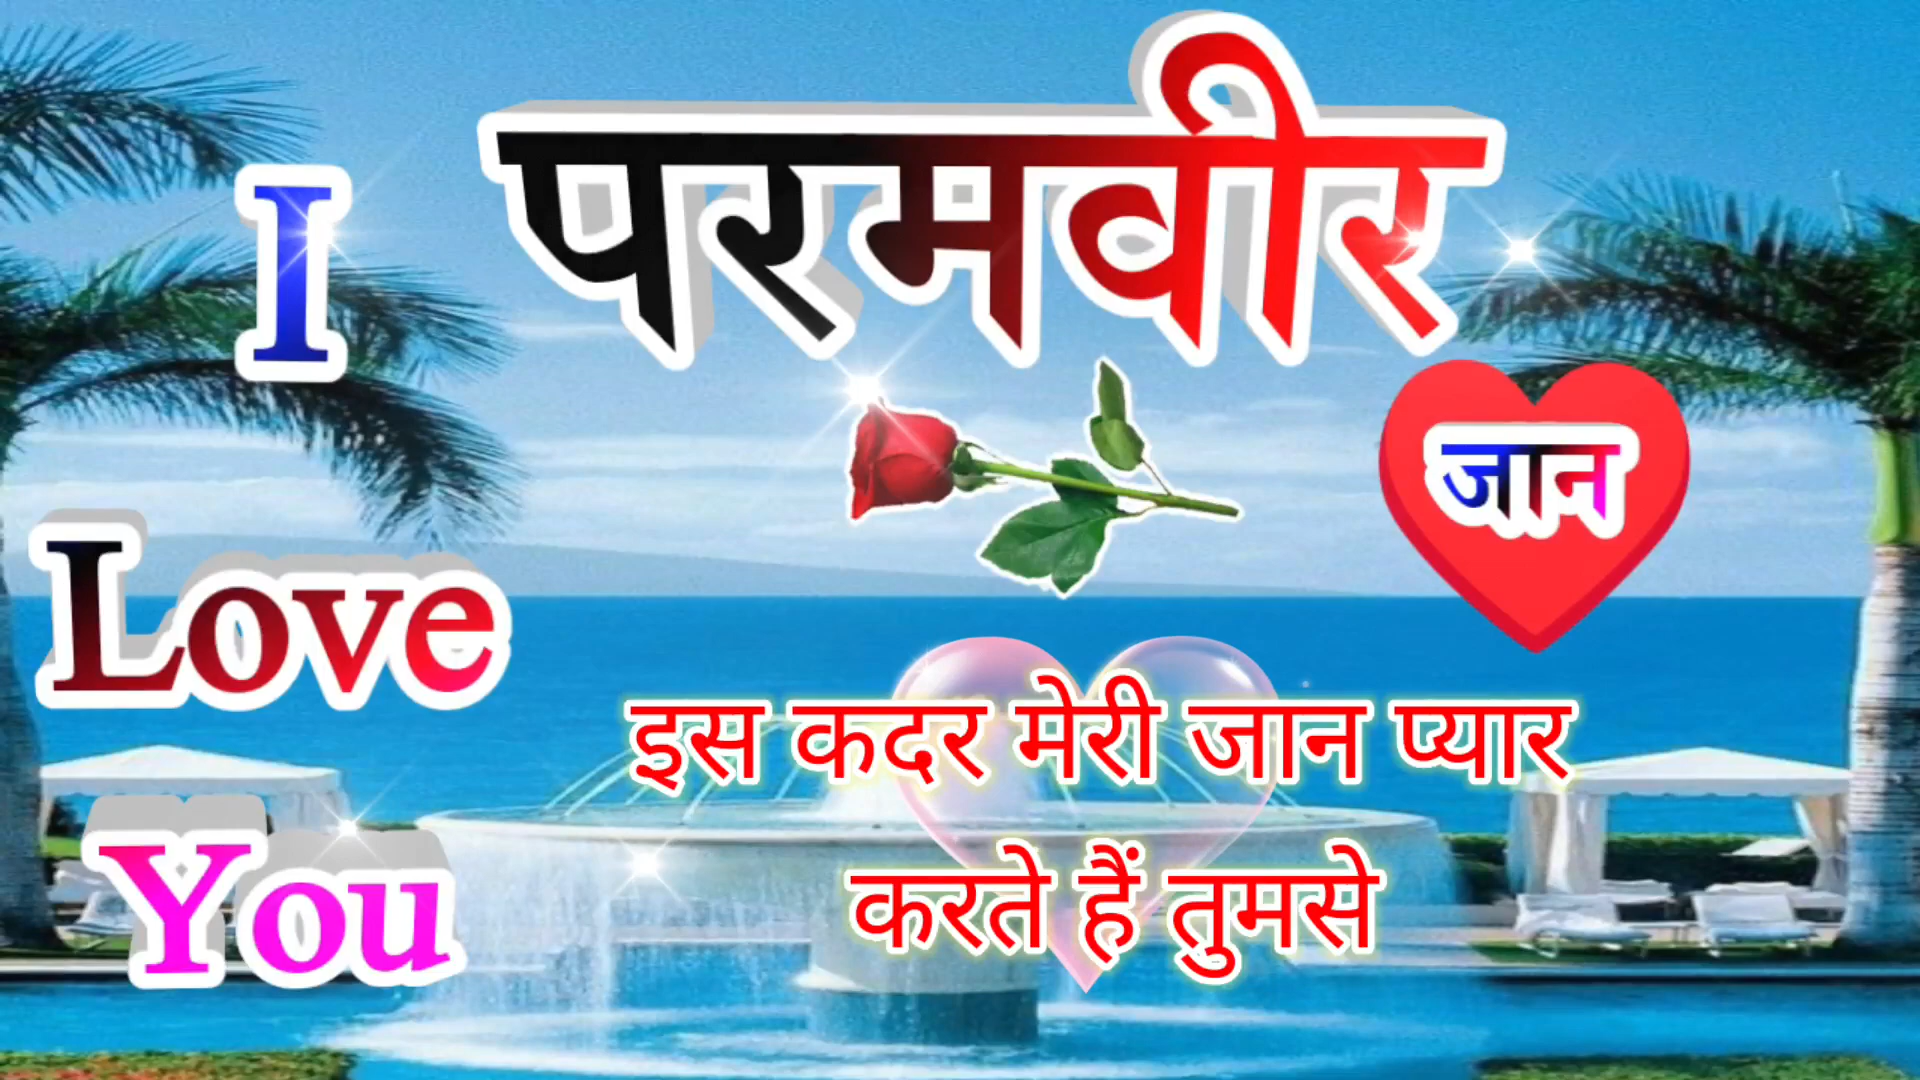 I
परमवीर
जान
Love
इस कदर मेरी जान प्यार
करते हैं तुमसे
You